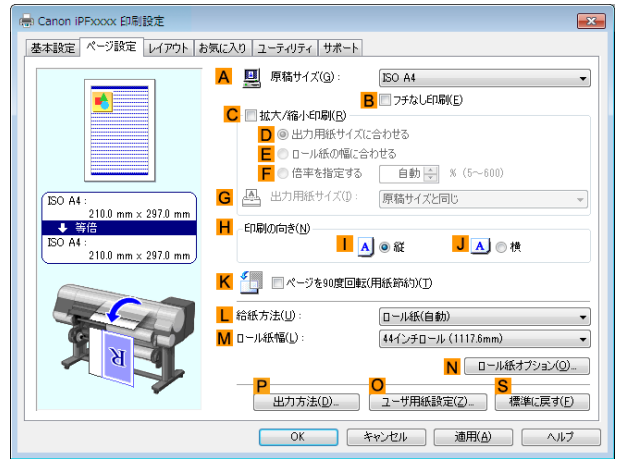 Canon iPFxxxx 印刷設定
基本設定 ページ設定 レイアウト お気に入り ユーティリティ サポート
A 原稿サイズ(G): ISO A4
B フチなし印刷(E)
C 拡大/縮小印刷(R)
D 出力用紙サイズに合わせる
E ロール紙の幅に合わせる
F 倍率を指定する 自動 % (5～600)
G A 出力用紙サイズ(I): 原稿サイズと同じ
ISO A4 :
210.0 mm × 297.0 mm
等倍
ISO A4 :
210.0 mm × 297.0 mm
H 印刷の向き(N)
I A 縦 J A 横
K ページを90度回転(用紙節約)(T)
L 給紙方法(U): ロール紙(自動)
M ロール紙幅(L): 44インチロール (1117.6mm)
R
N ロール紙オプション(O)...
P O S
出力方法(D)... ユーザ用紙設定(Z)... 標準に戻す(F)
OK キャンセル 適用(A) ヘルプ